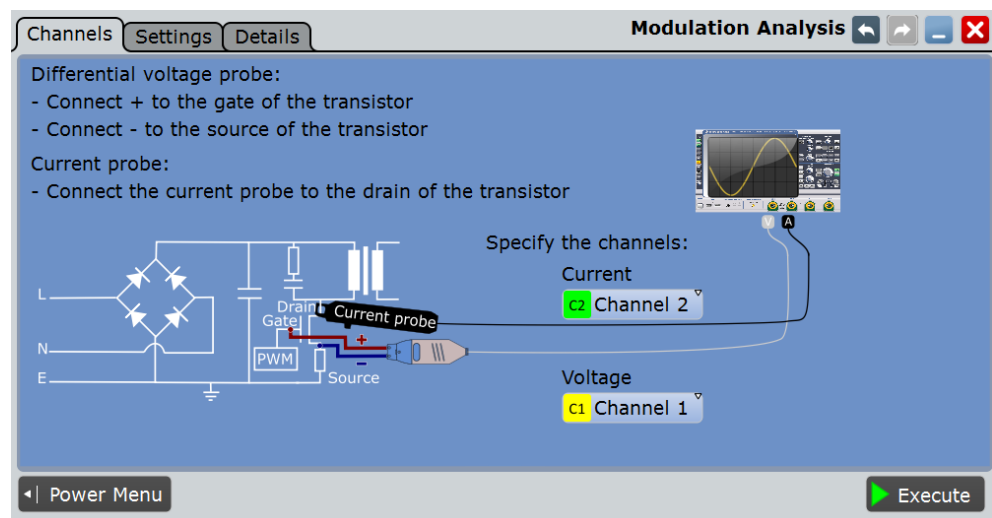 Channels Settings Details Modulation Analysis
Differential voltage probe:
- Connect + to the gate of the transistor
- Connect - to the source of the transistor
Current probe:
- Connect the current probe to the drain of the transistor
V A
Specify the channels:
Current
C2 Channel 2
L
Drain
Gate
Current probe
+
N
PWM
-
E
Source
Voltage
C1 Channel 1
Power Menu
Execute